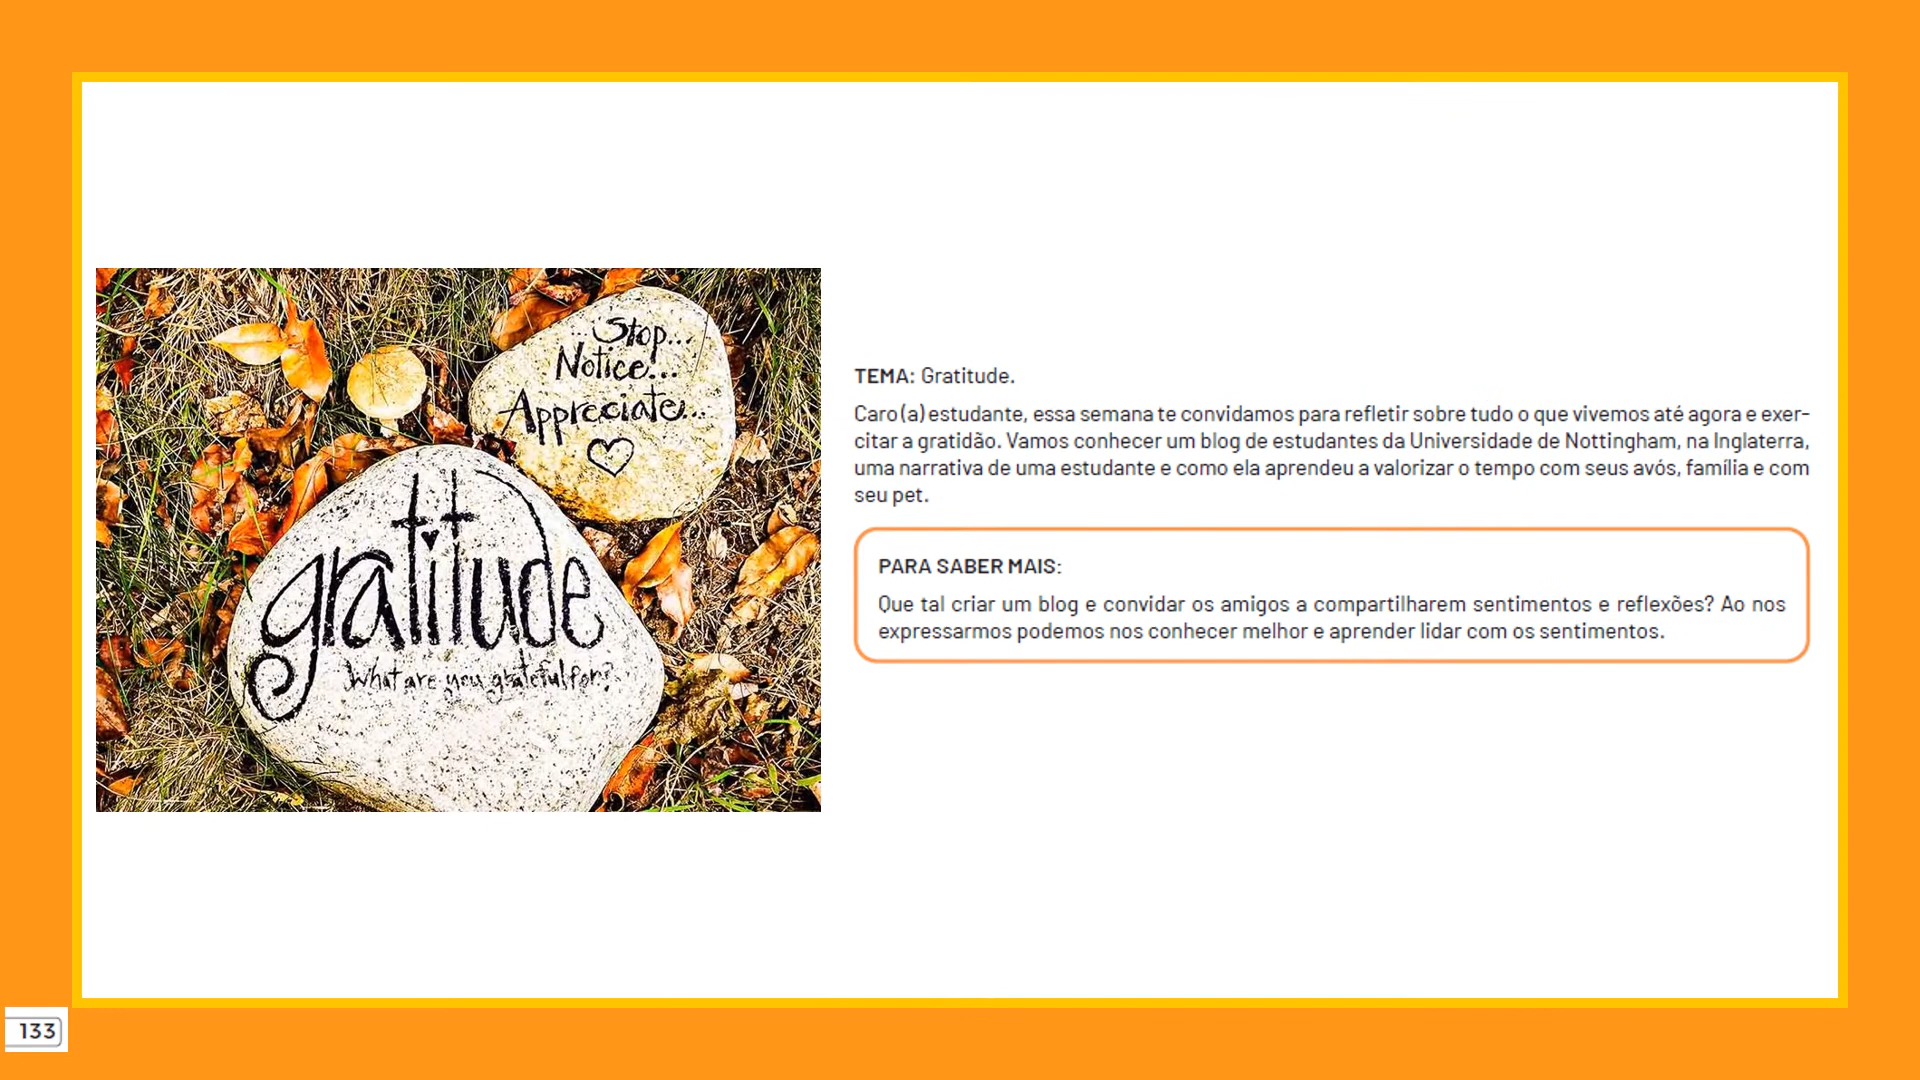 ...Stop...
Notice...
Appreciate...
gratitude
What are you grateful for?
TEMA: Gratitude.
Caro(a) estudante, essa semana te convidamos para refletir sobre tudo o que vivemos até agora e exer-
citar a gratidão. Vamos conhecer um blog de estudantes da Universidade de Nottingham, na Inglaterra,
uma narrativa de uma estudante e como ela aprendeu a valorizar o tempo com seus avós, família e com
seu pet.
PARA SABER MAIS:
Que tal criar um blog e convidar os amigos a compartilharem sentimentos e reflexões? Ao nos
expressarmos podemos nos conhecer melhor e aprender lidar com os sentimentos.
133